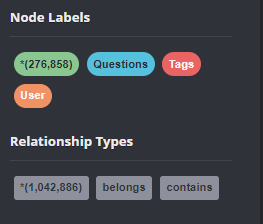 Node Labels
*(276,858) Questions Tags
User
Relationship Types
*(1,042,886) belongs contains